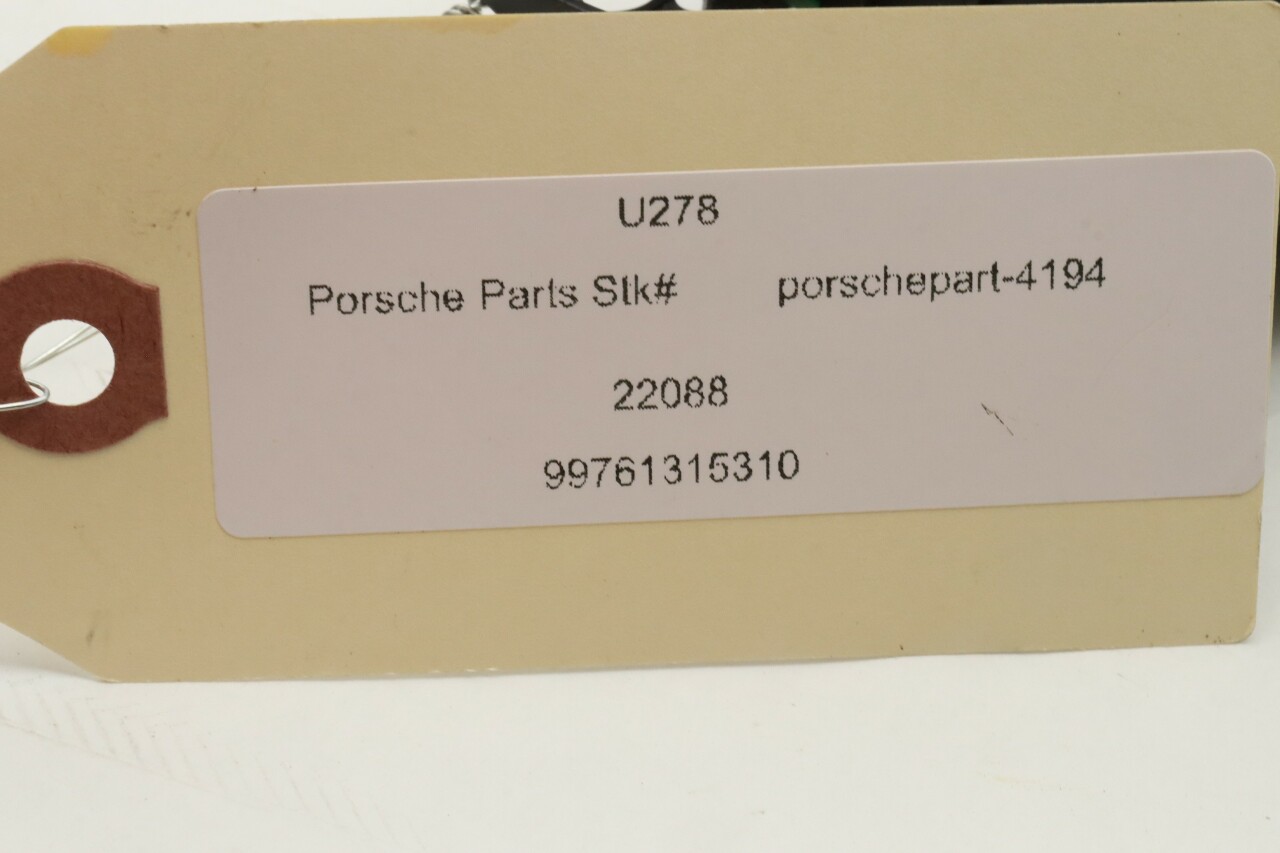 U278
Porsche Parts Stk# porschepart-4194
22088
99761315310